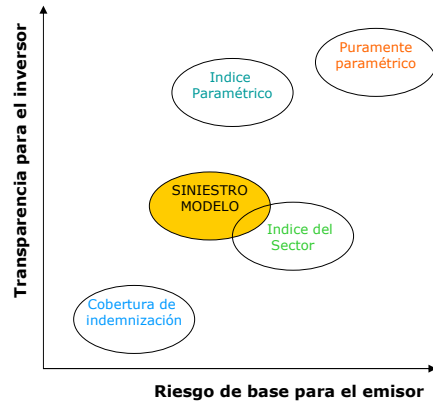 Transparencia para el inversor
Puramente
paramétrico
Indice
Paramétrico
SINIESTRO
MODELO
Indice del
Sector
Cobertura de
indemnización
Riesgo de base para el emisor